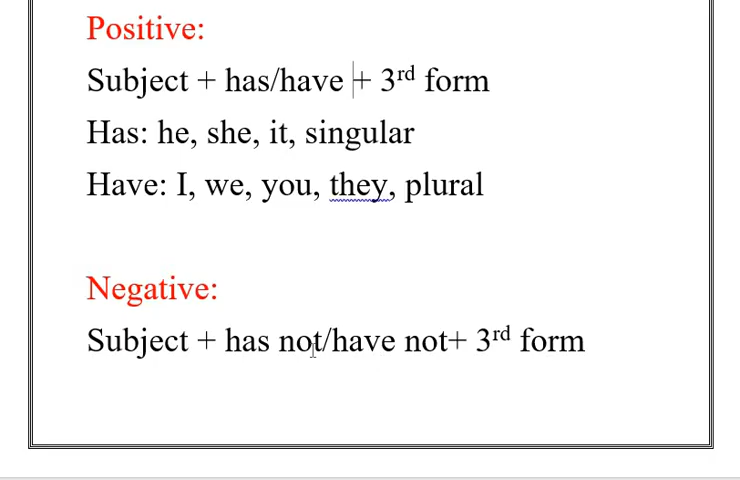 Positive:
Subject + has/have + 3rd form
Has: he, she, it, singular
Have: I, we, you, they, plural
Negative:
Subject + has not/have not+ 3rd form